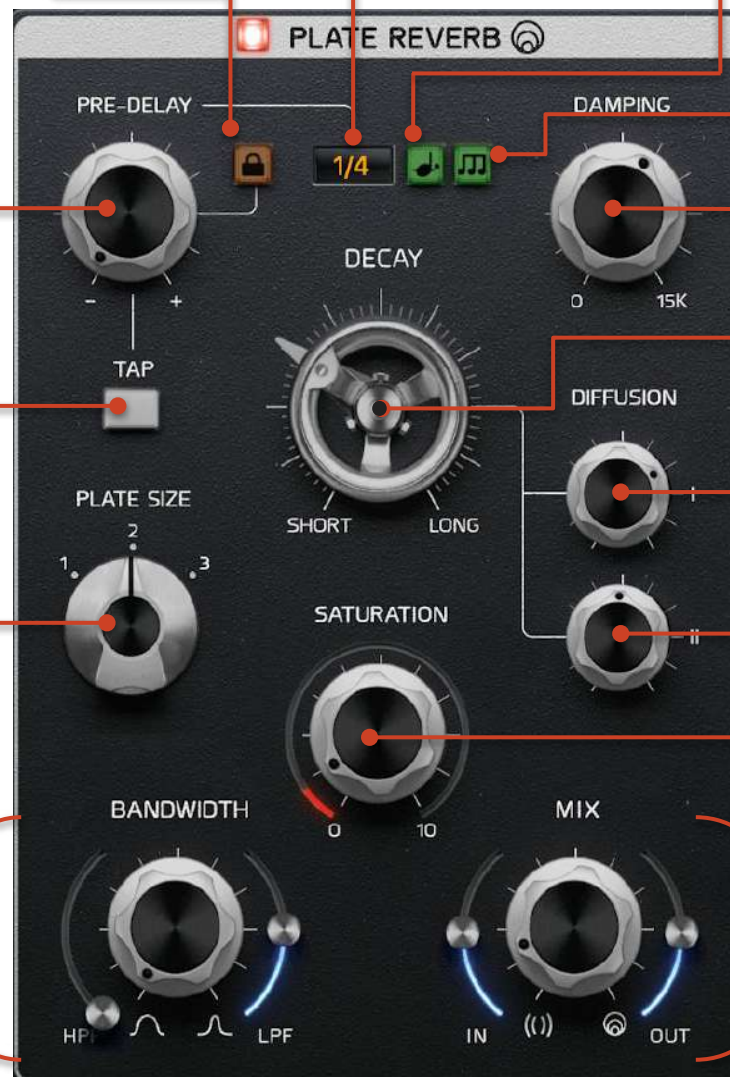 PLATE REVERB
PRE-DELAY
DAMPING
1/4
- +
0 15K
DECAY
TAP
DIFFUSION
I
PLATE SIZE
SHORT LONG
1 2 3
SATURATION
II
0 10
BANDWIDTH
MIX
HPF LPF
IN OUT